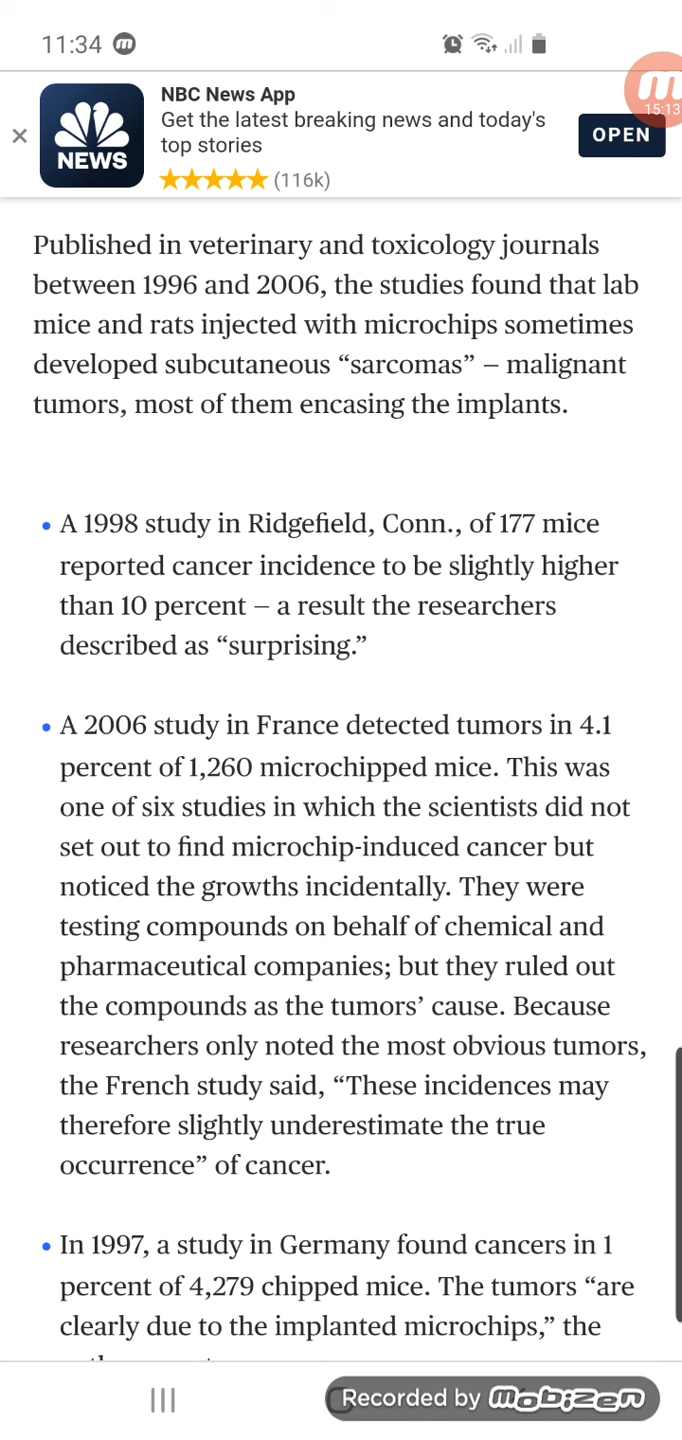 11:34
15:13
NBC News App
Get the latest breaking news and today's
top stories
(116k)
OPEN
NEWS
Published in veterinary and toxicology journals
between 1996 and 2006, the studies found that lab
mice and rats injected with microchips sometimes
developed subcutaneous “sarcomas” – malignant
tumors, most of them encasing the implants.
• A 1998 study in Ridgefield, Conn., of 177 mice
reported cancer incidence to be slightly higher
than 10 percent – a result the researchers
described as “surprising.”
• A 2006 study in France detected tumors in 4.1
percent of 1,260 microchipped mice. This was
one of six studies in which the scientists did not
set out to find microchip-induced cancer but
noticed the growths incidentally. They were
testing compounds on behalf of chemical and
pharmaceutical companies; but they ruled out
the compounds as the tumors’ cause. Because
researchers only noted the most obvious tumors,
the French study said, “These incidences may
therefore slightly underestimate the true
occurrence” of cancer.
• In 1997, a study in Germany found cancers in 1
percent of 4,279 chipped mice. The tumors “are
clearly due to the implanted microchips,” the
Recorded by mobizen